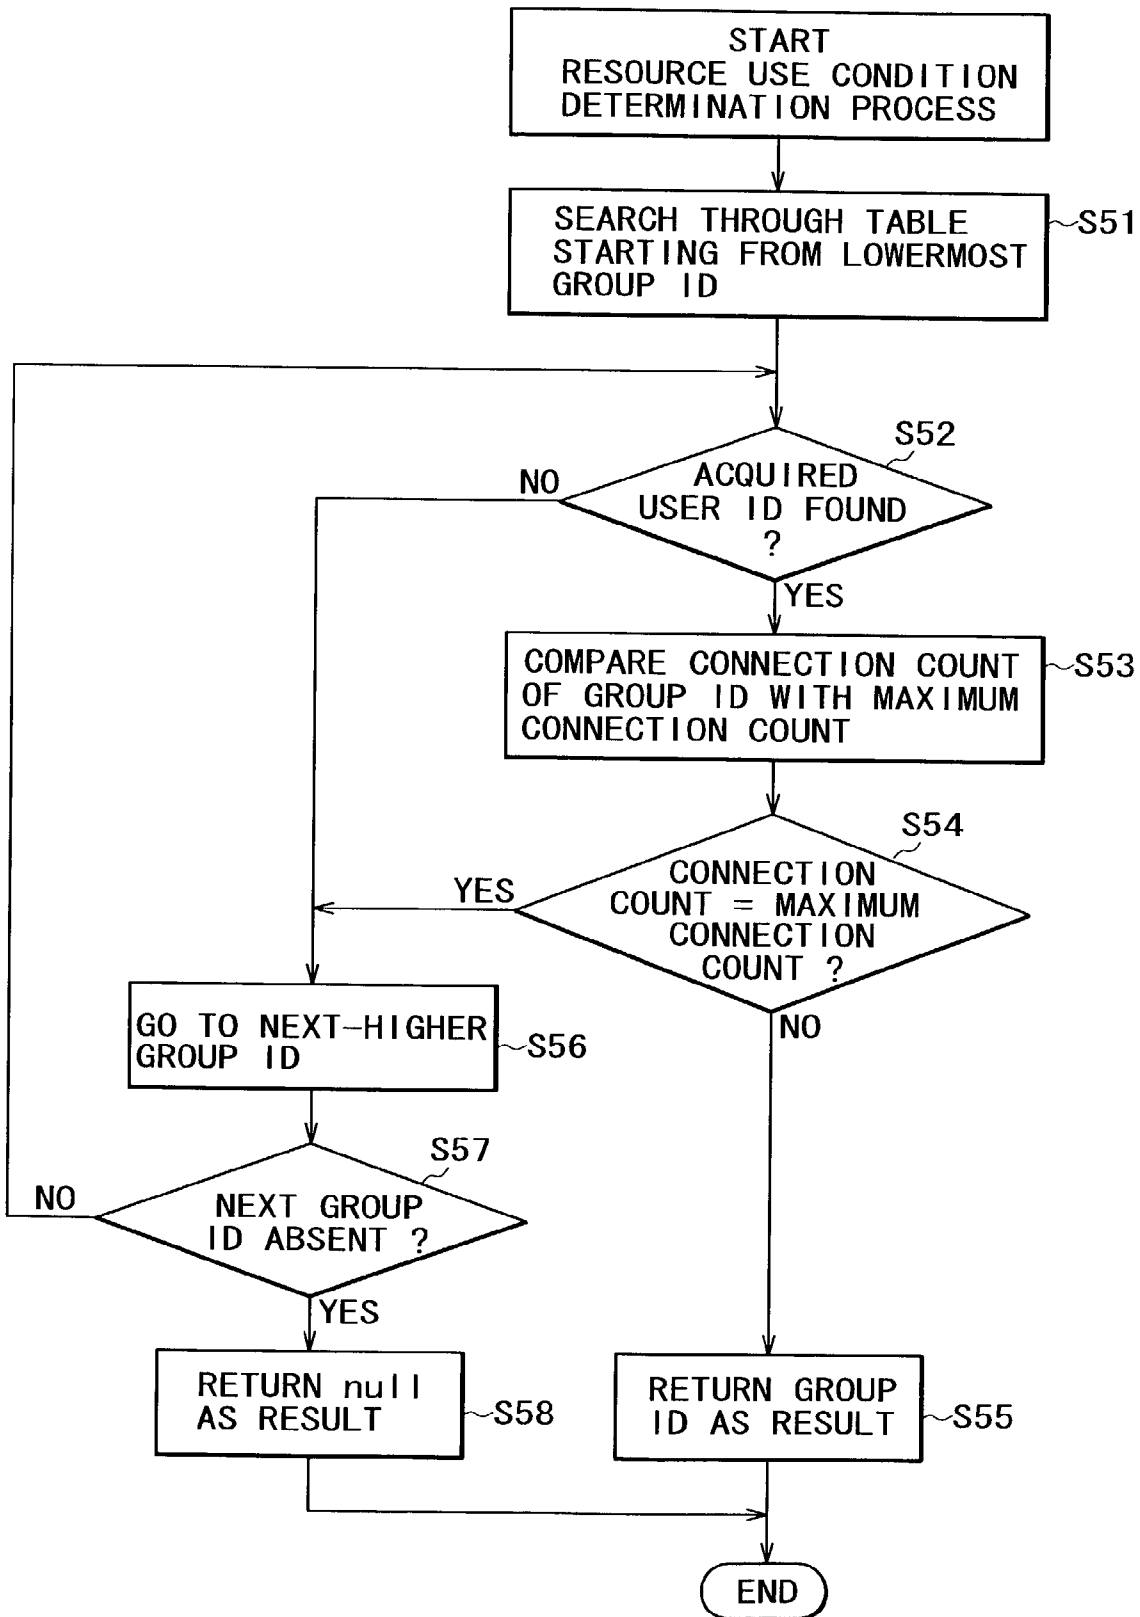 START
RESOURCE USE CONDITION
DETERMINATION PROCESS
SEARCH THROUGH TABLE
STARTING FROM LOWERMOST
GROUP ID
S51
S52
NO
ACQUIRED
USER ID FOUND
?
YES
COMPARE CONNECTION COUNT
OF GROUP ID WITH MAXIMUM
CONNECTION COUNT
S53
S54
YES
CONNECTION
COUNT = MAXIMUM
CONNECTION
COUNT ?
NO
GO TO NEXT-HIGHER
GROUP ID
S56
S57
NO
NEXT GROUP
ID ABSENT ?
YES
RETURN null
AS RESULT
S58
RETURN GROUP
ID AS RESULT
S55
END